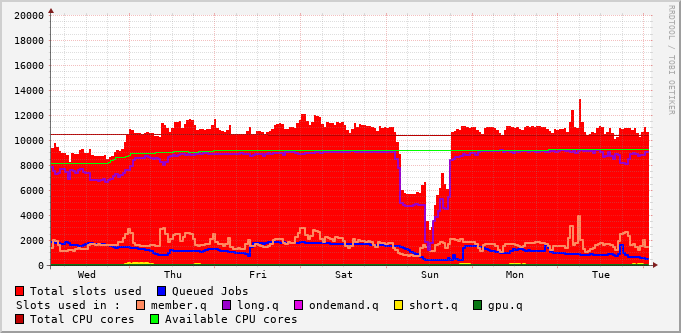 20000
18000
16000
14000
12000
10000
8000
6000
4000
2000
0
Wed Thu Fri Sat Sun Mon Tue
RRDTOOL / TOBI OETIKER
Total slots used Queued Jobs
Slots used in : member.q long.q ondemand.q short.q gpu.q
Total CPU cores Available CPU cores